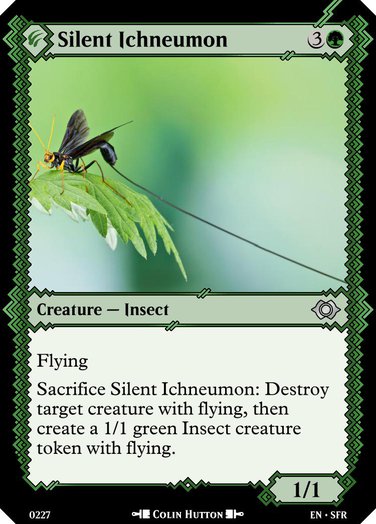 Silent Ichneumon 3
Creature — Insect
Flying
Sacrifice Silent Ichneumon: Destroy
target creature with flying, then
create a 1/1 green Insect creature
token with flying.
1/1
0227 Colin Hutton EN • SFR